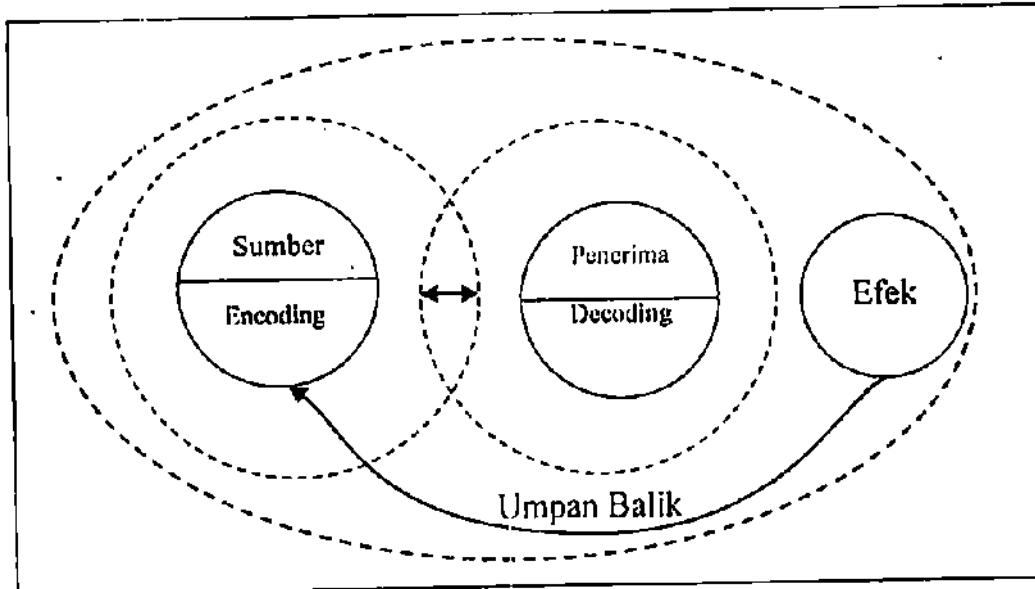 Sumber
Encoding
Penerima
Decoding
Efek
Umpan Balik